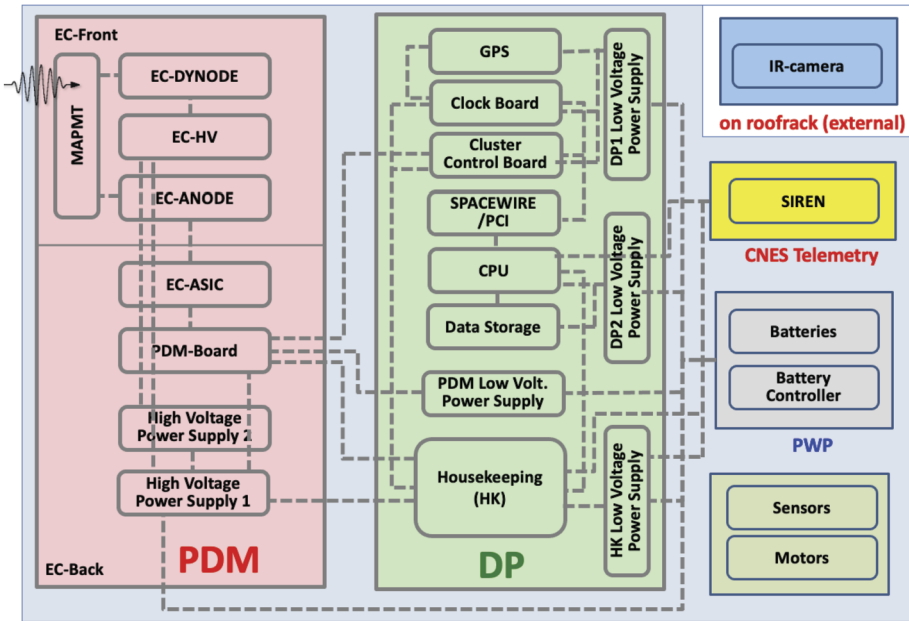 EC-Front
MAPMT
EC-DYNODE
EC-HV
EC-ANODE
EC-ASIC
PDM-Board
High Voltage
Power Supply 2
High Voltage
Power Supply 1
EC-Back
PDM
GPS
Clock Board
Cluster
Control Board
SPACEWIRE
/PCI
CPU
Data Storage
PDM Low Volt.
Power Supply
Housekeeping
(HK)
DP1 Low Voltage
Power Supply
DP2 Low Voltage
Power Supply
HK Low Voltage
Power Supply
DP
IR-camera
on roofrack (external)
SIREN
CNES Telemetry
Batteries
Battery
Controller
PWP
Sensors
Motors